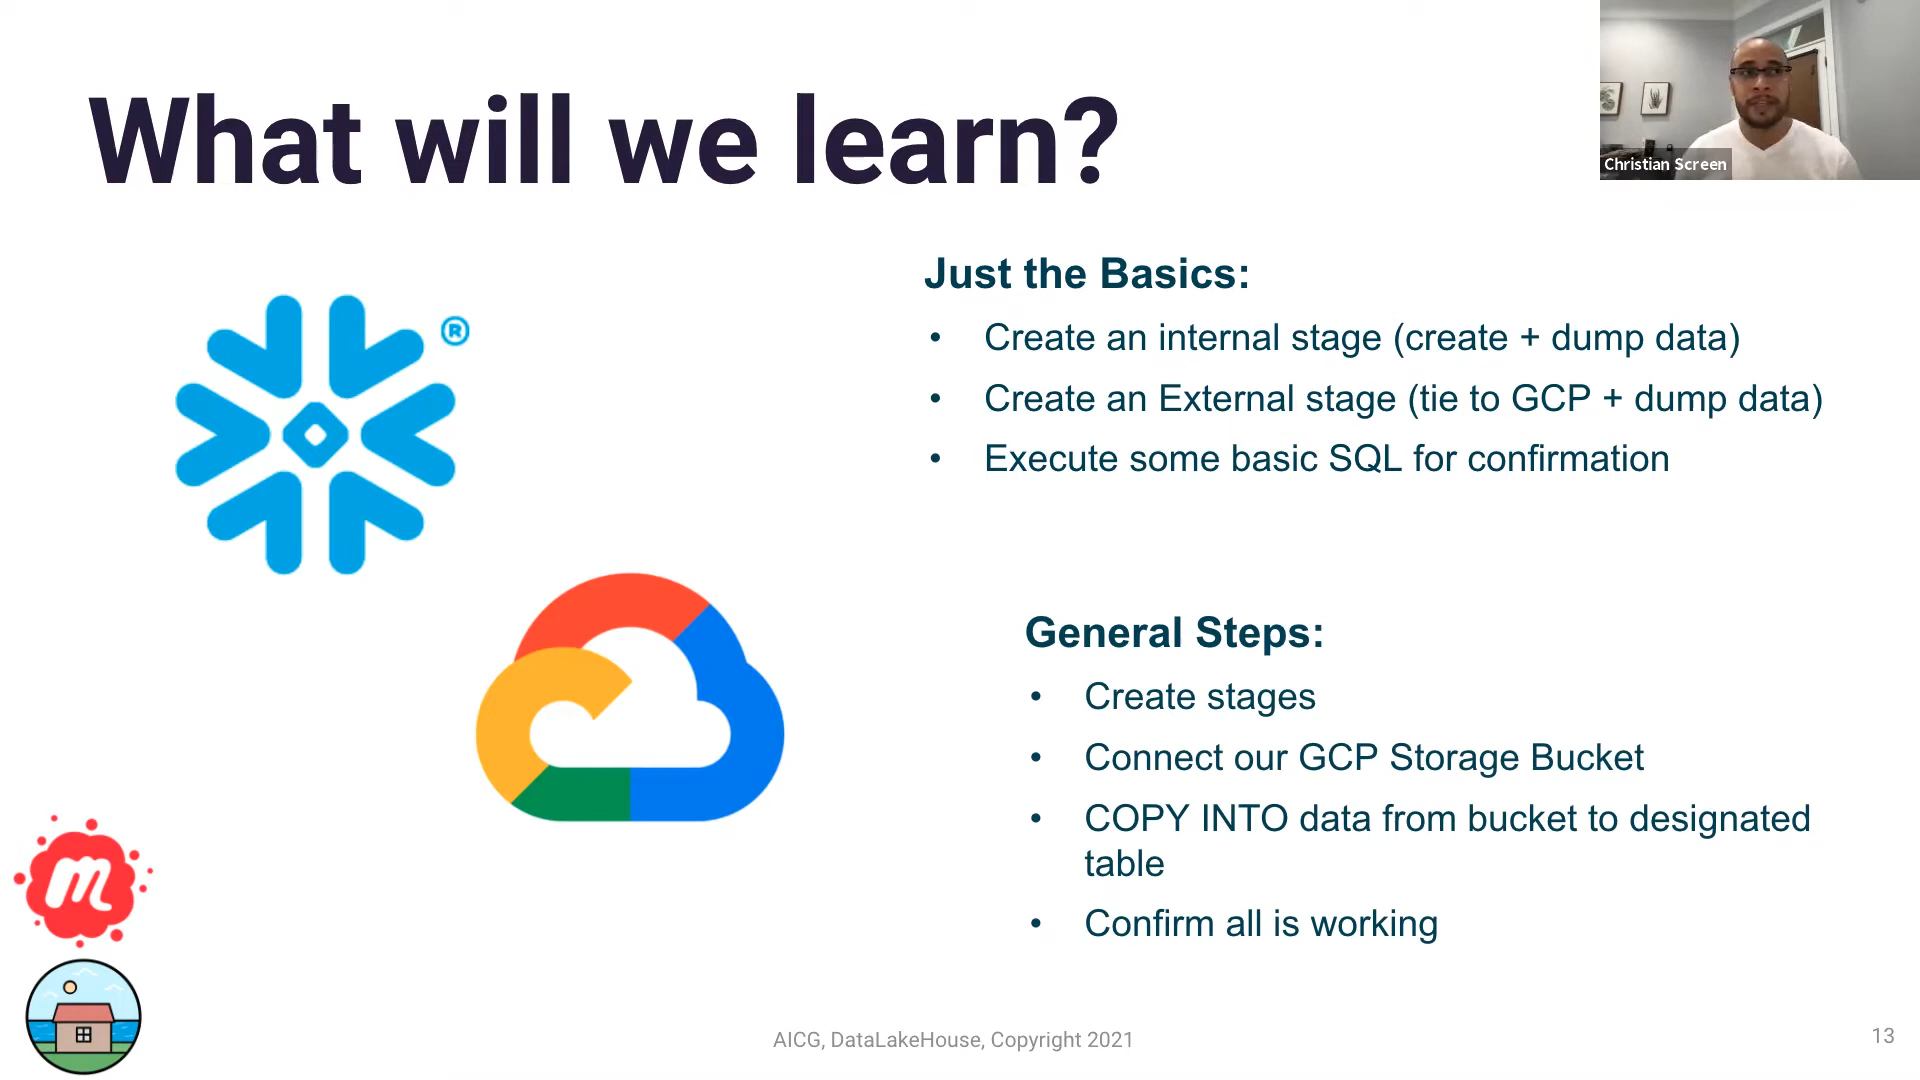 What will we learn?
Christian Screen
Just the Basics:
• Create an internal stage (create + dump data)
• Create an External stage (tie to GCP + dump data)
• Execute some basic SQL for confirmation
®
General Steps:
• Create stages
• Connect our GCP Storage Bucket
• COPY INTO data from bucket to designated
table
• Confirm all is working
m
AICG, DataLakeHouse, Copyright 2021
13